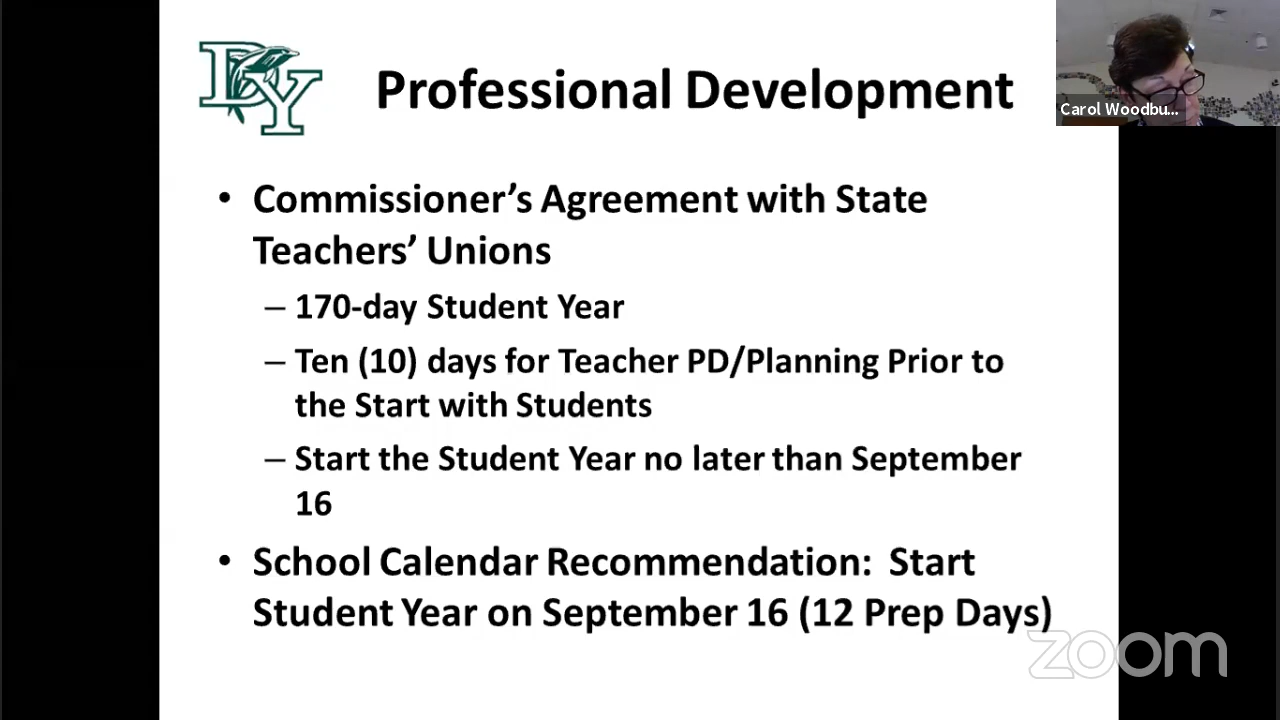 DY
Professional Development
Carol Woodbu...
• Commissioner's Agreement with State
Teachers' Unions
– 170-day Student Year
– Ten (10) days for Teacher PD/Planning Prior to
the Start with Students
– Start the Student Year no later than September
16
• School Calendar Recommendation: Start
Student Year on September 16 (12 Prep Days)
zoom